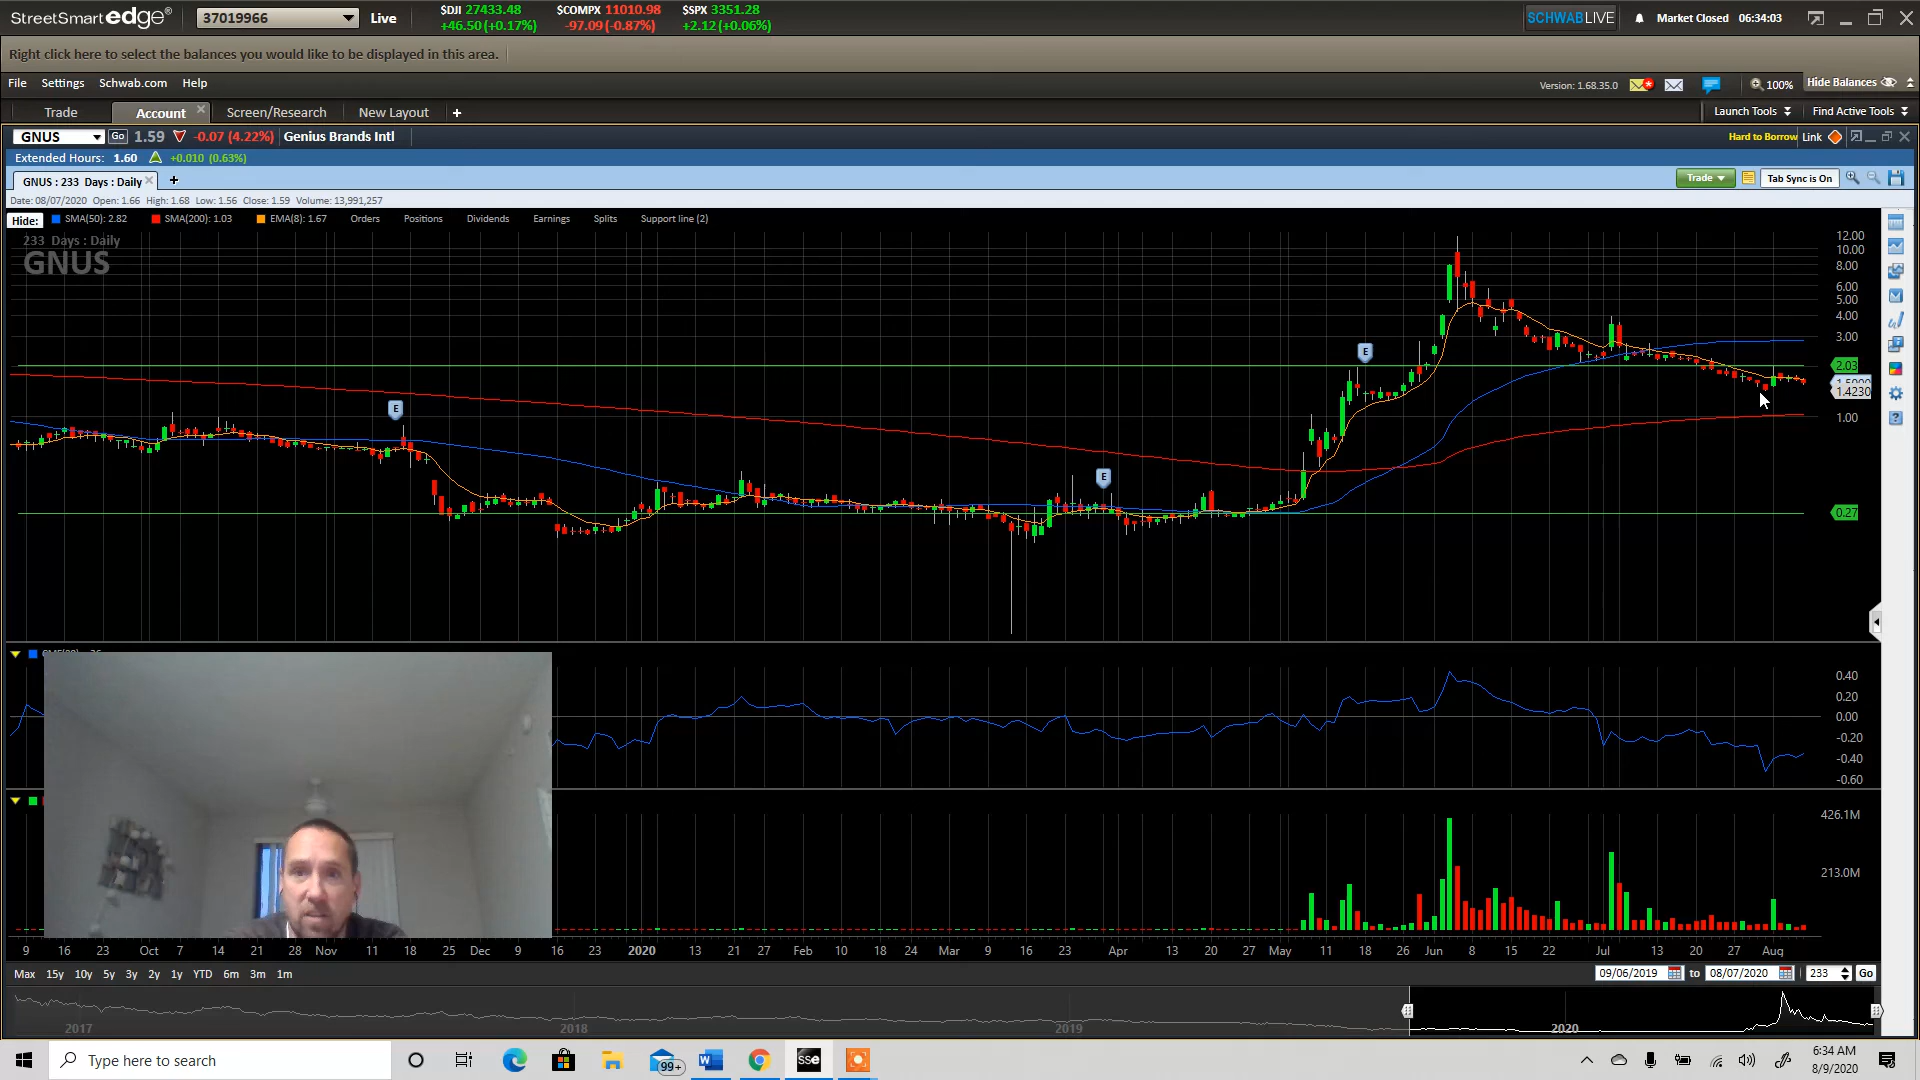 StreetSmart edge® 37019966 Live $DJI 27433.48 $COMPX 11010.98 $SPX 3351.28 SCHWABLIVE Market Closed 06:34:03
+46.50 (+0.17%) -97.09 (-0.87%) +2.12 (+0.06%)
Right click here to select the balances you would like to be displayed in this area.
File Settings Schwab.com Help Version: 1.68.35.0 100% Hide Balances
Trade Account Screen/Research New Layout + Launch Tools Find Active Tools
GNUS Go 1.59 -0.07 (4.22%) Genius Brands Intl Hard to Borrow Link
Extended Hours: 1.60 +0.010 (0.63%)
GNUS : 233 Days : Daily + Trade Tab Sync is On
Date: 08/07/2020 Open: 1.66 High: 1.68 Low: 1.56 Close: 1.59 Volume: 13,991,257
Hide: SMA(50): 2.82 SMA(200): 1.03 EMA(8): 1.67 Orders Positions Dividends Earnings Splits Support line (2)
233 Days : Daily
GNUS
12.00
10.00
8.00
6.00
5.00
4.00
3.00
2.03
1.4230
1.00
0.27
E
E
E
0.40
0.20
0.00
-0.20
-0.40
-0.60
426.1M
213.0M
9 16 23 Oct 7 14 21 28 Nov 11 18 25 Dec 9 16 23 2020 13 21 27 Feb 10 18 24 Mar 9 16 23 Apr 13 20 27 May 11 18 26 Jun 8 15 22 Jul 13 20 27 Aug
Max 15y 10y 5y 3y 2y 1y YTD 6m 3m 1m 09/06/2019 to 08/07/2020 233 Go
2017 2018 2019 2020
Type here to search 99+ W SSe 6:34 AM
8/9/2020